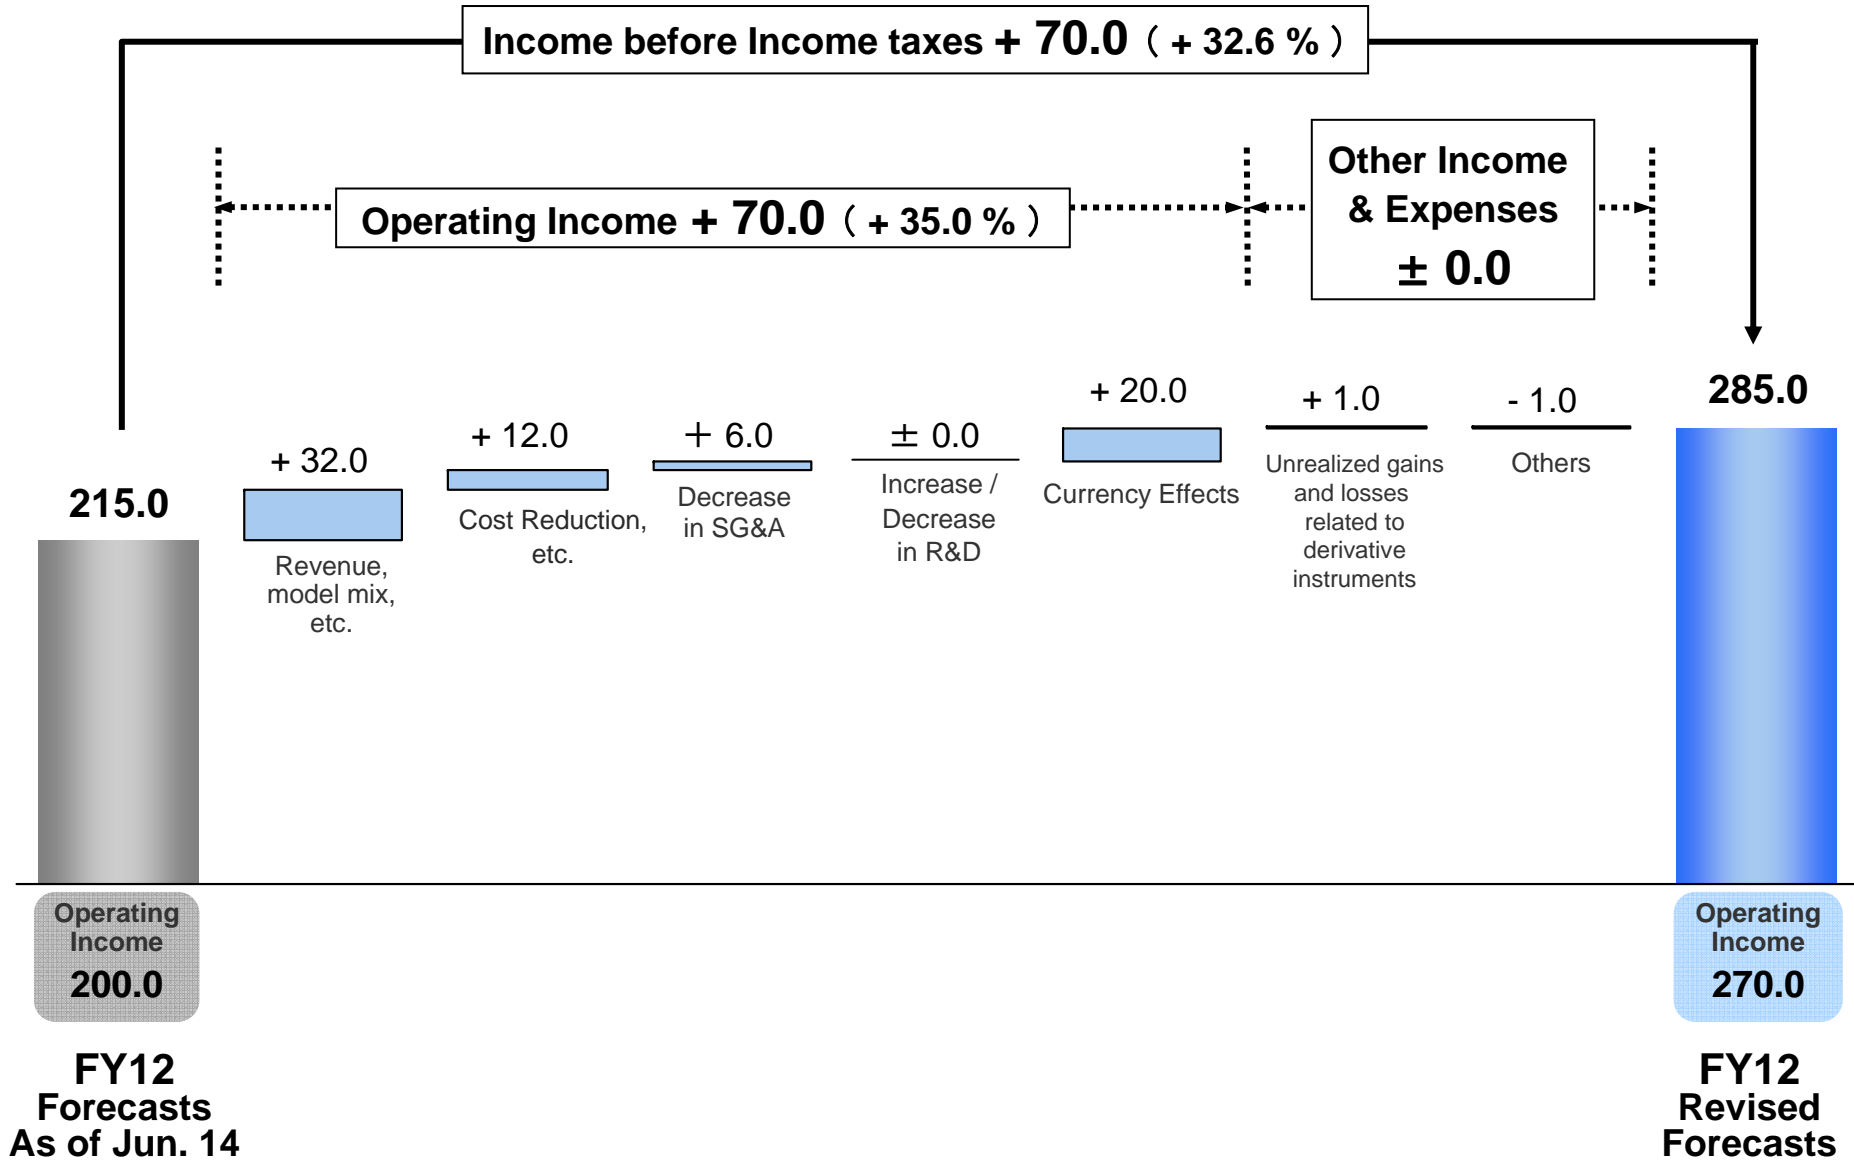 Income before Income taxes + 70.0 ( + 32.6 % )
Operating Income + 70.0 ( + 35.0 % )
Other Income
& Expenses
± 0.0
215.0
+ 32.0
Revenue,
model mix,
etc.
+ 12.0
Cost Reduction,
etc.
+ 6.0
Decrease
in SG&A
± 0.0
Increase /
Decrease
in R&D
+ 20.0
Currency Effects
+ 1.0
Unrealized gains
and losses
related to
derivative
instruments
- 1.0
Others
285.0
Operating
Income
200.0
FY12
Forecasts
As of Jun. 14
Operating
Income
270.0
FY12
Revised
Forecasts